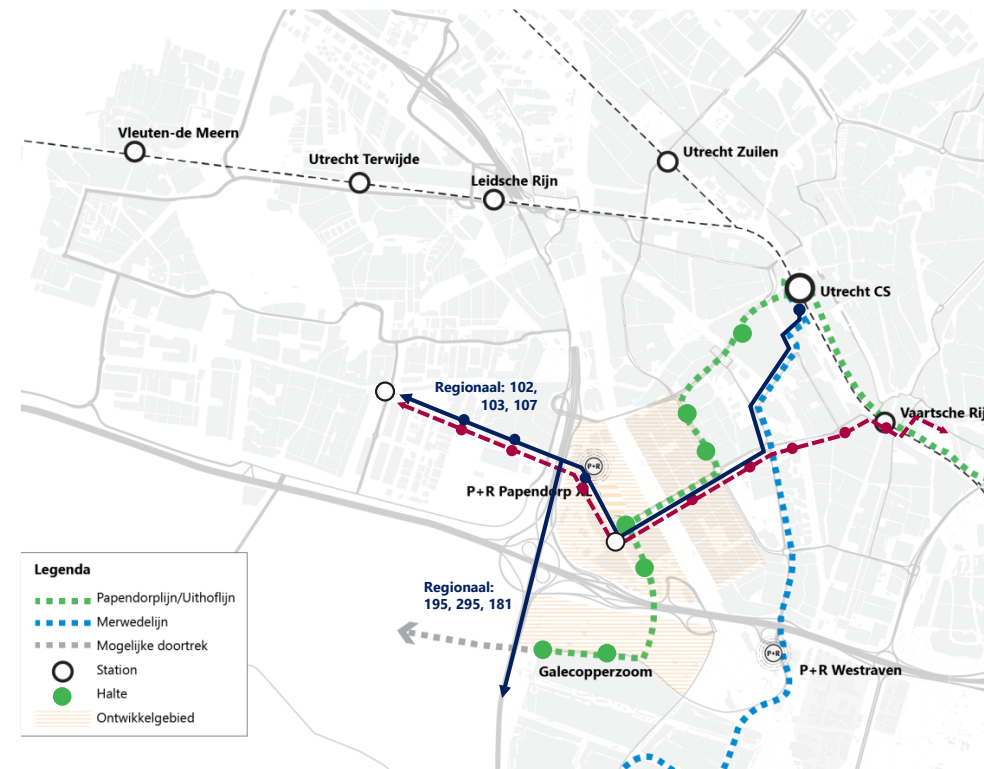 Vleuten-de Meern
Utrecht Terwijde
Leidsche Rijn
Utrecht Zuilen
Utrecht CS
Regionaal: 102,
103, 107
Vaartsche Rij
P+R
P+R Papendorp XL
Regionaal:
195, 295, 181
Galecopperzoom
P+R
P+R Westraven
Legenda
Papendorplijn/Uithoflijn
Merwedelijn
Mogelijke doortrek
Station
Halte
Ontwikkelgebied